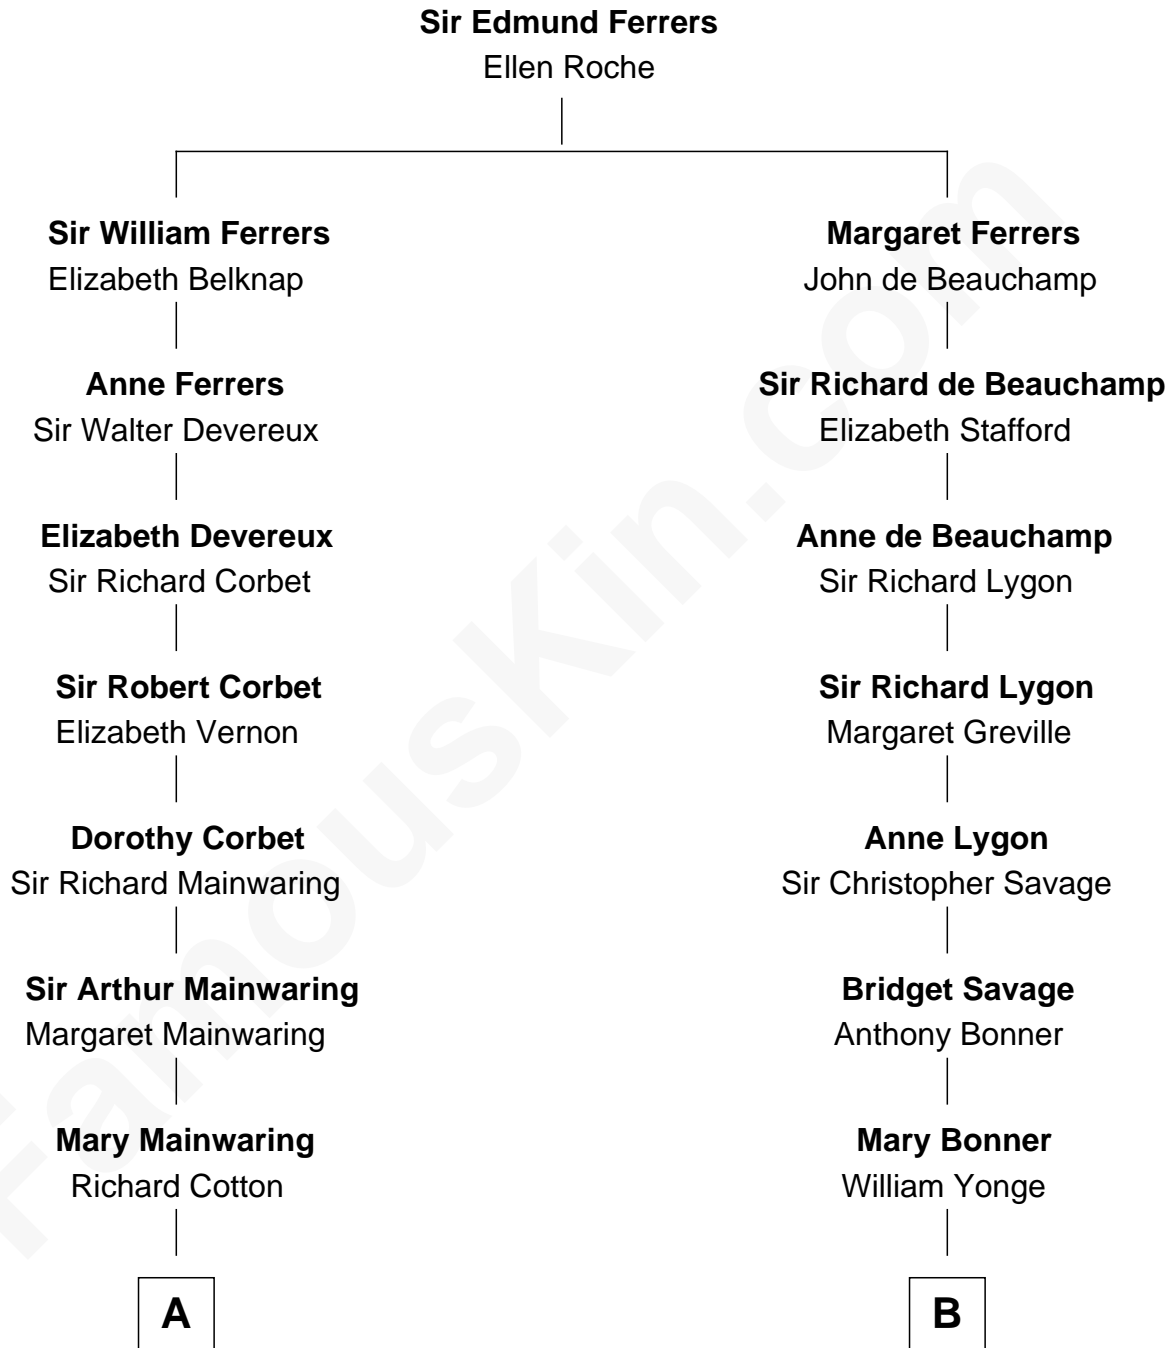 Sir Edmund Ferrers
Ellen Roche
Sir William Ferrers
Elizabeth Belknap
Margaret Ferrers
John de Beauchamp
Anne Ferrers
Sir Walter Devereux
Sir Richard de Beauchamp
Elizabeth Stafford
Elizabeth Devereux
Sir Richard Corbet
Anne de Beauchamp
Sir Richard Lygon
Sir Robert Corbet
Elizabeth Vernon
Sir Richard Lygon
Margaret Greville
Dorothy Corbet
Sir Richard Mainwaring
Anne Lygon
Sir Christopher Savage
Sir Arthur Mainwaring
Margaret Mainwaring
Bridget Savage
Anthony Bonner
Mary Mainwaring
Richard Cotton
Mary Bonner
William Yonge
A
B
FamousKin.com